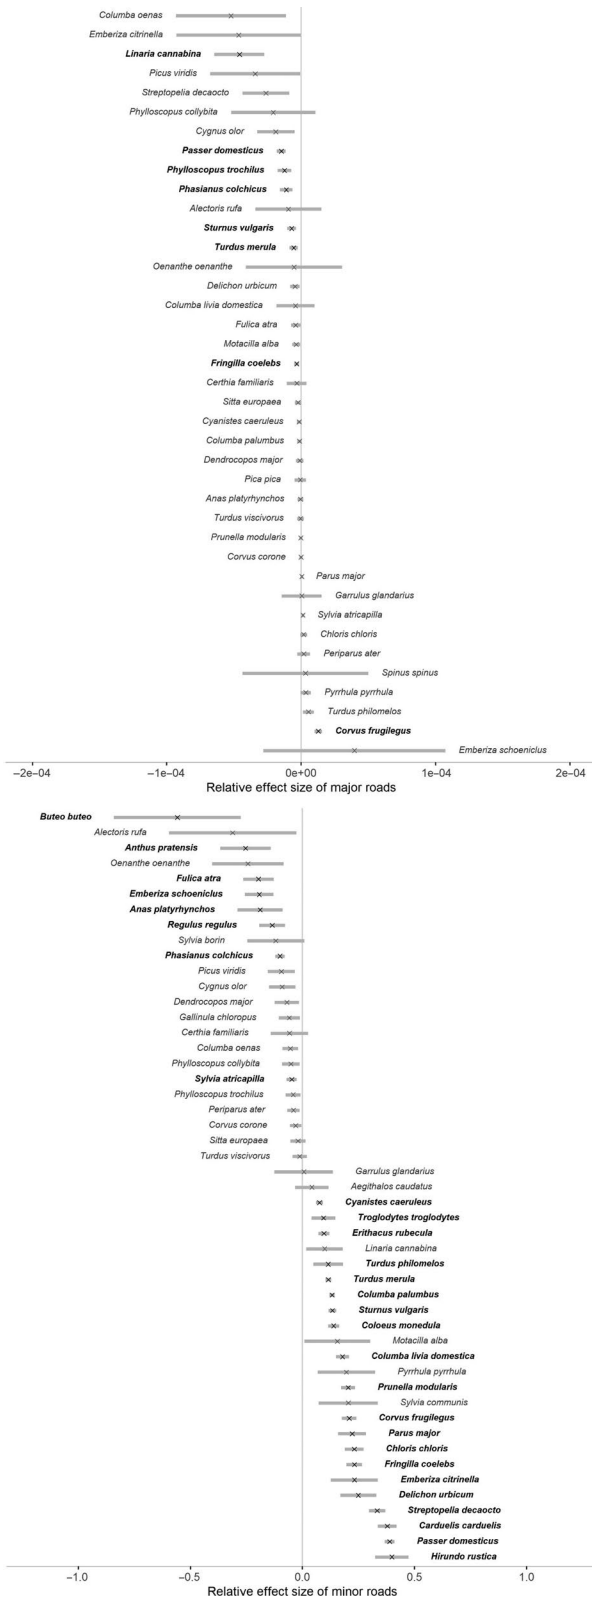 Columba oenas
Emberiza citrinella
Linaria cannabina
Picus viridis
Streptopelia decaocto
Phylloscopus collybita
Cygnus olor
Passer domesticus
Phylloscopus trochilus
Phasianus colchicus
Alectoris rufa
Sturnus vulgaris
Turdus merula
Oenanthe oenanthe
Delichon urbicum
Columba livia domestica
Fulica atra
Motacilla alba
Fringilla coelebs
Certhia familiaris
Sitta europaea
Cyanistes caeruleus
Columba palumbus
Dendrocopos major
Pica pica
Anas platyrhynchos
Turdus viscivorus
Prunella modularis
Corvus corone
Parus major
Garrulus glandarius
Sylvia atricapilla
Chloris chloris
Periparus ater
Spinus spinus
Pyrrhula pyrrhula
Turdus philomelos
Corvus frugilegus
Emberiza schoeniclus
−2e−04 −1e−04 0e+00 1e−04 2e−04
Relative effect size of major roads
Buteo buteo
Alectoris rufa
Anthus pratensis
Oenanthe oenanthe
Fulica atra
Emberiza schoeniclus
Anas platyrhynchos
Regulus regulus
Sylvia borin
Phasianus colchicus
Picus viridis
Cygnus olor
Dendrocopos major
Gallinula chloropus
Certhia familiaris
Columba oenas
Phylloscopus collybita
Sylvia atricapilla
Phylloscopus trochilus
Periparus ater
Corvus corone
Sitta europaea
Turdus viscivorus
Garrulus glandarius
Aegithalos caudatus
Cyanistes caeruleus
Troglodytes troglodytes
Erithacus rubecula
Linaria cannabina
Turdus philomelos
Turdus merula
Columba palumbus
Sturnus vulgaris
Coloeus monedula
Motacilla alba
Columba livia domestica
Pyrrhula pyrrhula
Prunella modularis
Sylvia communis
Corvus frugilegus
Parus major
Chloris chloris
Fringilla coelebs
Emberiza citrinella
Delichon urbicum
Streptopelia decaocto
Carduelis carduelis
Passer domesticus
Hirundo rustica
−1.0 −0.5 0.0 0.5 1.0
Relative effect size of minor roads